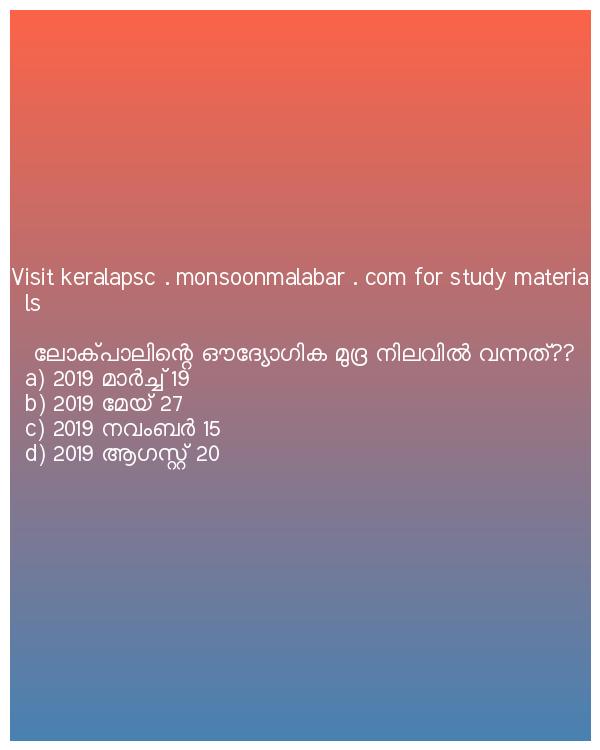 Visit keralapsc . monsoonmalabar . com for study materia
ls
ലോക്പാലിന്റെ ഔദ്യോഗിക മുദ്ര നിലവിൽ വന്നത്??
a) 2019 മാർച്ച് 19
b) 2019 മേയ് 27
c) 2019 നവംബർ 15
d) 2019 ആഗസ്റ്റ് 20